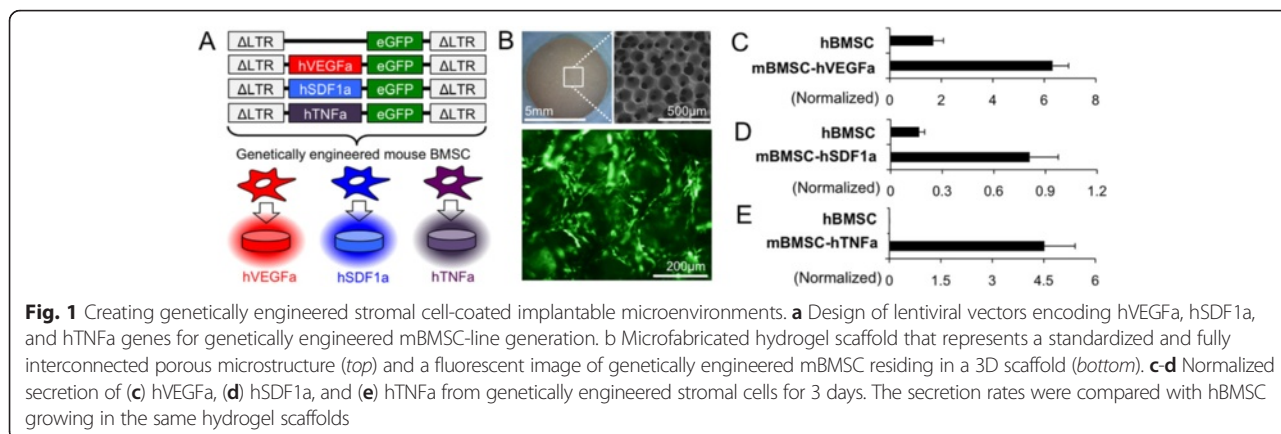 A
ΔLTR eGFP ΔLTR
ΔLTR hVEGFa eGFP ΔLTR
ΔLTR hSDF1a eGFP ΔLTR
ΔLTR hTNFa eGFP ΔLTR
Genetically engineered mouse BMSC
hVEGFa hSDF1a hTNFa
B
5mm 500μm
200μm
C
hBMSC
mBMSC-hVEGFa
(Normalized) 0 2 4 6 8
D
hBMSC
mBMSC-hSDF1a
(Normalized) 0 0.3 0.6 0.9 1.2
E
hBMSC
mBMSC-hTNFa
(Normalized) 0 1.5 3 4.5 6
Fig. 1 Creating genetically engineered stromal cell-coated implantable microenvironments. a Design of lentiviral vectors encoding hVEGFa, hSDF1a,
and hTNFa genes for genetically engineered mBMSC-line generation. b Microfabricated hydrogel scaffold that represents a standardized and fully
interconnected porous microstructure (top) and a fluorescent image of genetically engineered mBMSC residing in a 3D scaffold (bottom). c-d Normalized
secretion of (c) hVEGFa, (d) hSDF1a, and (e) hTNFa from genetically engineered stromal cells for 3 days. The secretion rates were compared with hBMSC
growing in the same hydrogel scaffolds